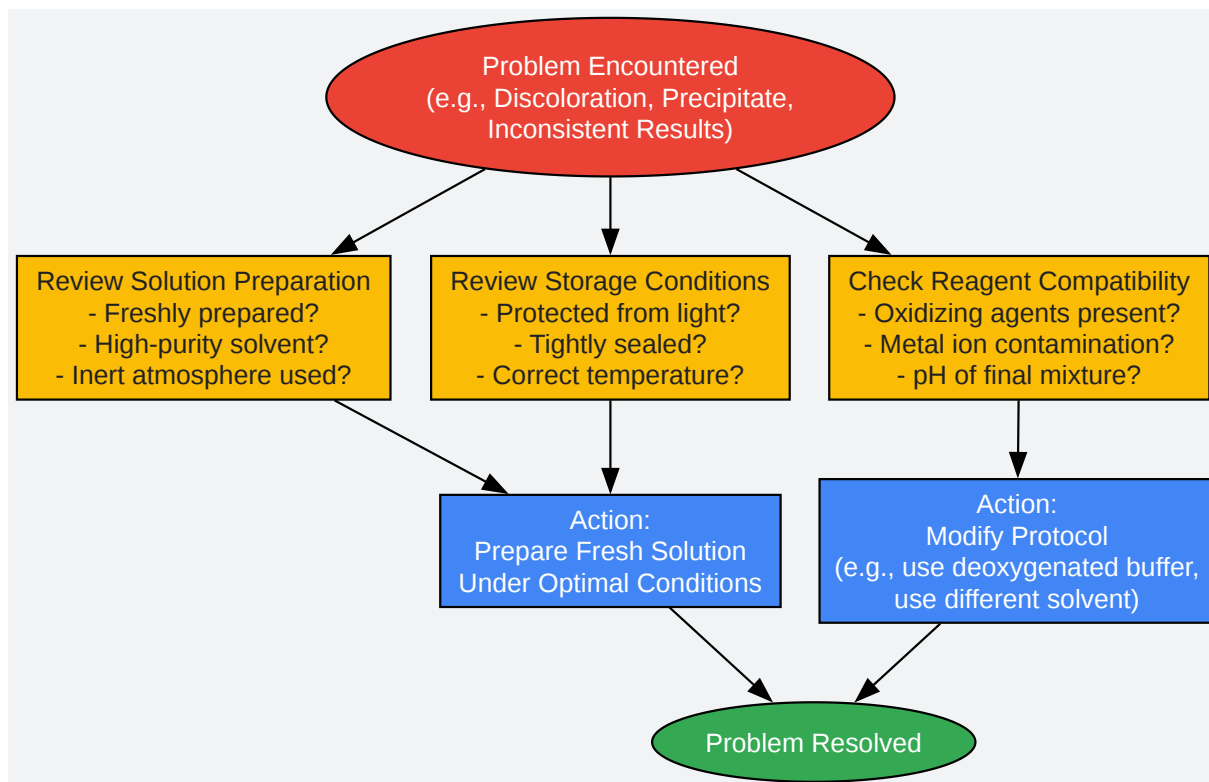 Problem Encountered
(e.g., Discoloration, Precipitate,
Inconsistent Results)
Review Solution Preparation
- Freshly prepared?
- High-purity solvent?
- Inert atmosphere used?
Review Storage Conditions
- Protected from light?
- Tightly sealed?
- Correct temperature?
Check Reagent Compatibility
- Oxidizing agents present?
- Metal ion contamination?
- pH of final mixture?
Action:
Prepare Fresh Solution
Under Optimal Conditions
Action:
Modify Protocol
(e.g., use deoxygenated buffer,
use different solvent)
Problem Resolved